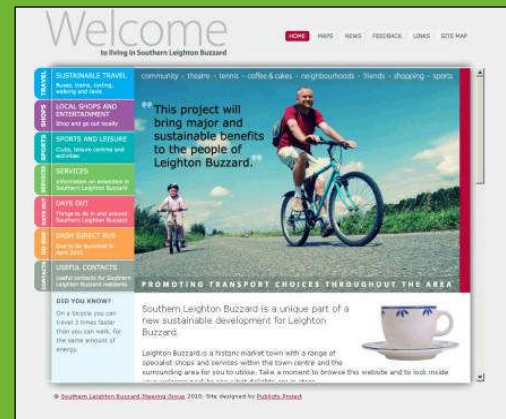 Welcome
to living in Southern Leighton Buzzard
HOME MAPS NEWS FEEDBACK LINKS SITE MAP
TRAVEL
SUSTAINABLE TRAVEL
Buses, trains, cycling,
walking and taxis
SHOPS
LOCAL SHOPS AND
ENTERTAINMENT
Shop and go out locally
SPORTS
SPORTS AND LEISURE
Clubs, leisure centres and
activities
SERVICES
SERVICES
Information on amenities in
Southern Leighton Buzzard
DAYS OUT
DAYS OUT
Things to do in and around
Southern Leighton Buzzard
DASH DIRECT BUS
Due to be launched in
April 2010
CONTACTS
USEFUL CONTACTS
Useful contacts for Southern
Leighton Buzzard residents
DID YOU KNOW?
On a bicycle you can
travel 3 times faster
than you can walk, for
the same amount of
energy.
community - theatre - tennis - coffee & cakes - neighbourhoods - friends - shopping - sports
"This project will
bring major and
sustainable benefits
to the people of
Leighton Buzzard."
PROMOTING TRANSPORT CHOICES THROUGHOUT THE AREA
Southern Leighton Buzzard is a unique part of a
new sustainable development for Leighton
Buzzard.
Leighton Buzzard is a historic market town with a range of
specialist shops and services within the town centre and the
surrounding area for you to utilise. Take a moment to browse this website and to look inside
© Southern Leighton Buzzard Steering Group 2010. Site designed by Publicity Project